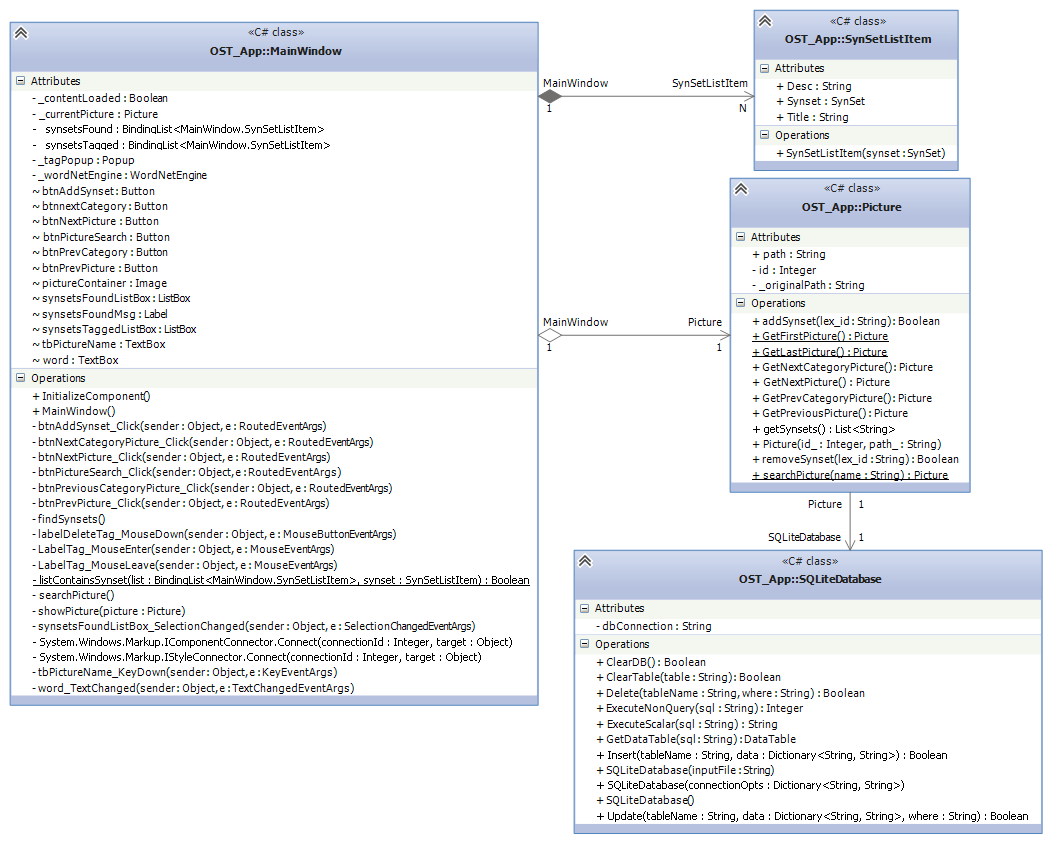 «C# class»
OST_App::MainWindow
Attributes
- _contentLoaded : Boolean
- _currentPicture : Picture
- _synsetsFound : BindingList<MainWindow.SynSetListItem>
- _synsetsTagged : BindingList<MainWindow.SynSetListItem>
- _tagPopup : Popup
- _wordNetEngine : WordNetEngine
~ btnAddSynset : Button
~ btnnextCategory : Button
~ btnNextPicture : Button
~ btnPictureSearch : Button
~ btnPrevCategory : Button
~ btnPrevPicture : Button
~ pictureContainer : Image
~ synsetsFoundListBox : ListBox
~ synsetsFoundMsg : Label
~ synsetsTaggedListBox : ListBox
~ tbPictureName : TextBox
~ word : TextBox
Operations
+ InitializeComponent()
+ MainWindow()
- btnAddSynset_Click(sender : Object, e : RoutedEventArgs)
- btnNextCategoryPicture_Click(sender : Object, e : RoutedEventArgs)
- btnNextPicture_Click(sender : Object, e : RoutedEventArgs)
- btnPictureSearch_Click(sender : Object, e : RoutedEventArgs)
- btnPreviousCategoryPicture_Click(sender : Object, e : RoutedEventArgs)
- btnPrevPicture_Click(sender : Object, e : RoutedEventArgs)
- findSynsets()
- labelDeleteTag_MouseDown(sender : Object, e : MouseButtonEventArgs)
- LabelTag_MouseEnter(sender : Object, e : MouseEventArgs)
- LabelTag_MouseLeave(sender : Object, e : MouseEventArgs)
- listContainsSynset(list : BindingList<MainWindow.SynSetListItem>, synset : SynSetListItem) : Boolean
- searchPicture()
- showPicture(picture : Picture)
- synsetsFoundListBox_SelectionChanged(sender : Object, e : SelectionChangedEventArgs)
- System.Windows.Markup.IComponentConnector.Connect(connectionId : Integer, target : Object)
- System.Windows.Markup.IStyleConnector.Connect(connectionId : Integer, target : Object)
- tbPictureName_KeyDown(sender : Object, e : KeyEventArgs)
- word_TextChanged(sender : Object, e : TextChangedEventArgs)
MainWindow
1
SynSetListItem
N
«C# class»
OST_App::SynSetListItem
Attributes
+ Desc : String
+ Synset : SynSet
+ Title : String
Operations
+ SynSetListItem(synset : SynSet)
MainWindow
1
Picture
1
«C# class»
OST_App::Picture
Attributes
+ path : String
- id : Integer
- _originalPath : String
Operations
+ addSynset(lex_id : String) : Boolean
+ GetFirstPicture() : Picture
+ GetLastPicture() : Picture
+ GetNextCategoryPicture() : Picture
+ GetNextPicture() : Picture
+ GetPrevCategoryPicture() : Picture
+ GetPreviousPicture() : Picture
+ getSynsets() : List<String>
+ Picture(id_ : Integer, path_ : String)
+ removeSynset(lex_id : String) : Boolean
+ searchPicture(name : String) : Picture
Picture
1
SQLiteDatabase
1
«C# class»
OST_App::SQLiteDatabase
Attributes
- dbConnection : String
Operations
+ ClearDB() : Boolean
+ ClearTable(table : String) : Boolean
+ Delete(tableName : String, where : String) : Boolean
+ ExecuteNonQuery(sql : String) : Integer
+ ExecuteScalar(sql : String) : String
+ GetDataTable(sql : String) : DataTable
+ Insert(tableName : String, data : Dictionary<String, String>) : Boolean
+ SQLiteDatabase(inputFile : String)
+ SQLiteDatabase(connectionOpts : Dictionary<String, String>)
+ SQLiteDatabase()
+ Update(tableName : String, data : Dictionary<String, String>, where : String) : Boolean